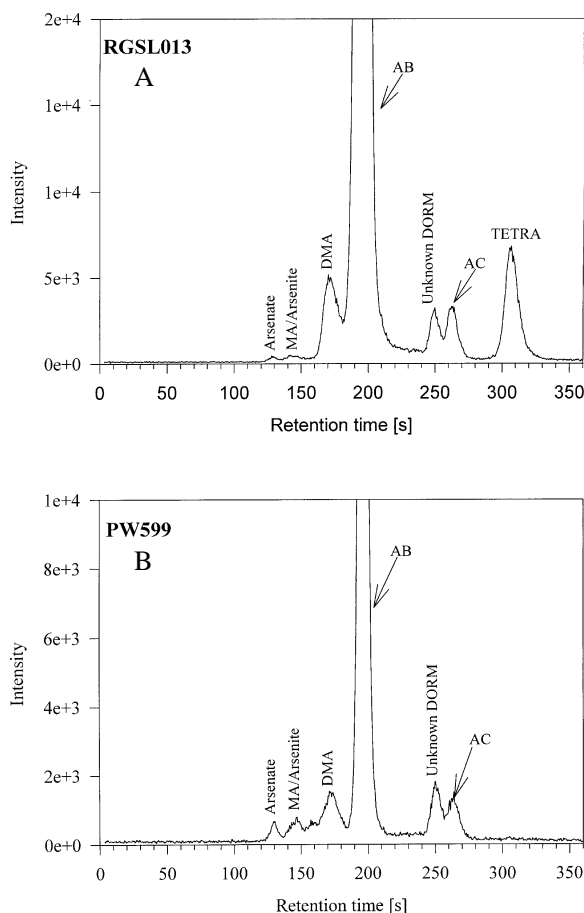 2e+4
RGSL013
A
AB
1e+4
1e+4
Intensity
Arsenate
MA/Arsenite
DMA
Unknown DORM
AC
TETRA
5e+3
0e+0
0 50 100 150 200 250 300 350
Retention time [s]
1e+4
PW599
B
AB
8e+3
6e+3
Intensity
4e+3
Arsenate
MA/Arsenite
DMA
Unknown DORM
AC
2e+3
0e+0
0 50 100 150 200 250 300 350
Retention time [s]